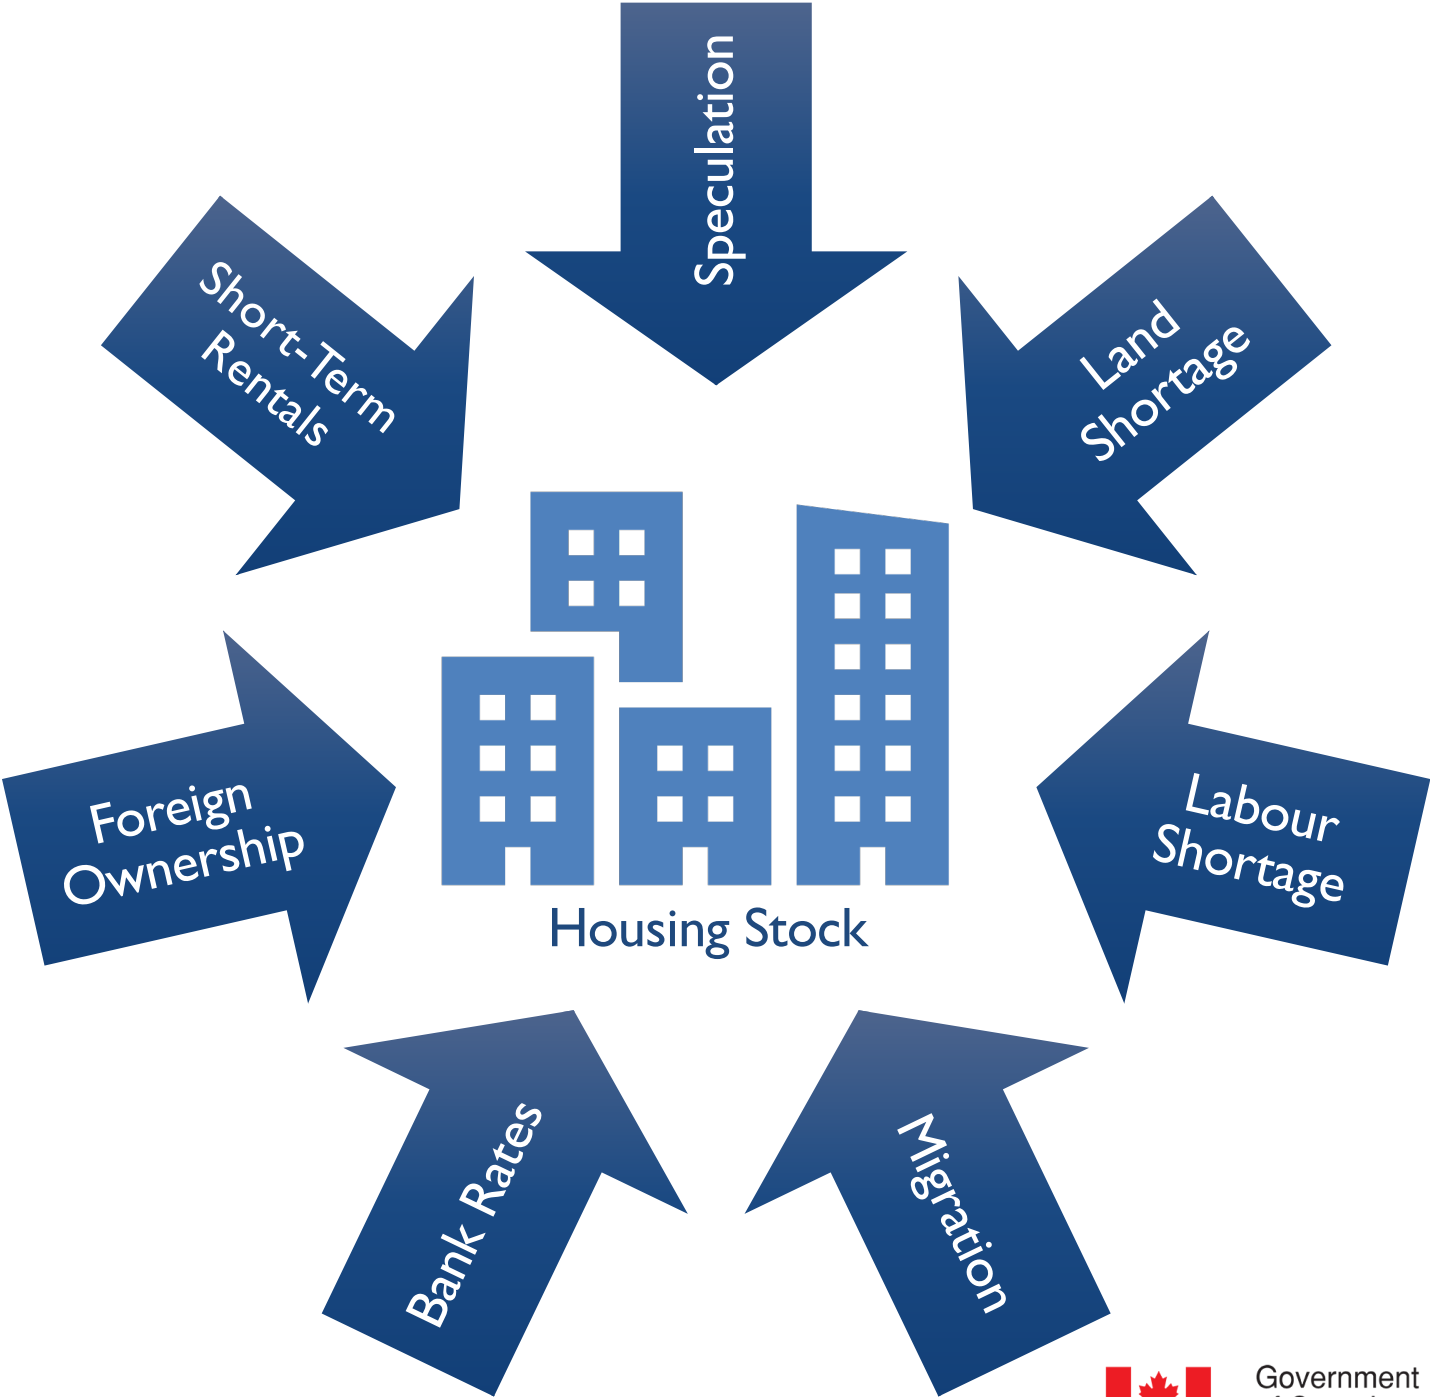 Speculation
Land
Shortage
Labour
Shortage
Migration
Bank Rates
Foreign
Ownership
Short-Term
Rentals
Housing Stock
Government